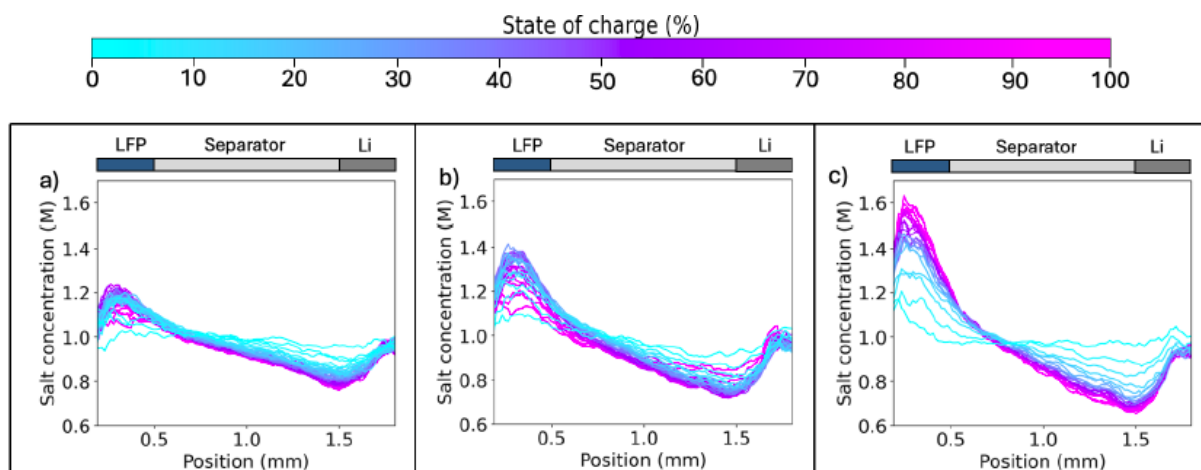 State of charge (%)
0 10 20 30 40 50 60 70 80 90 100
LFP Separator Li
a)
Salt concentration (M)
1.6
1.4
1.2
1.0
0.8
0.6
0.5 1.0 1.5
Position (mm)
LFP Separator Li
b)
Salt concentration (M)
1.6
1.4
1.2
1.0
0.8
0.6
0.5 1.0 1.5
Position (mm)
LFP Separator Li
c)
Salt concentration (M)
1.6
1.4
1.2
1.0
0.8
0.6
0.5 1.0 1.5
Position (mm)